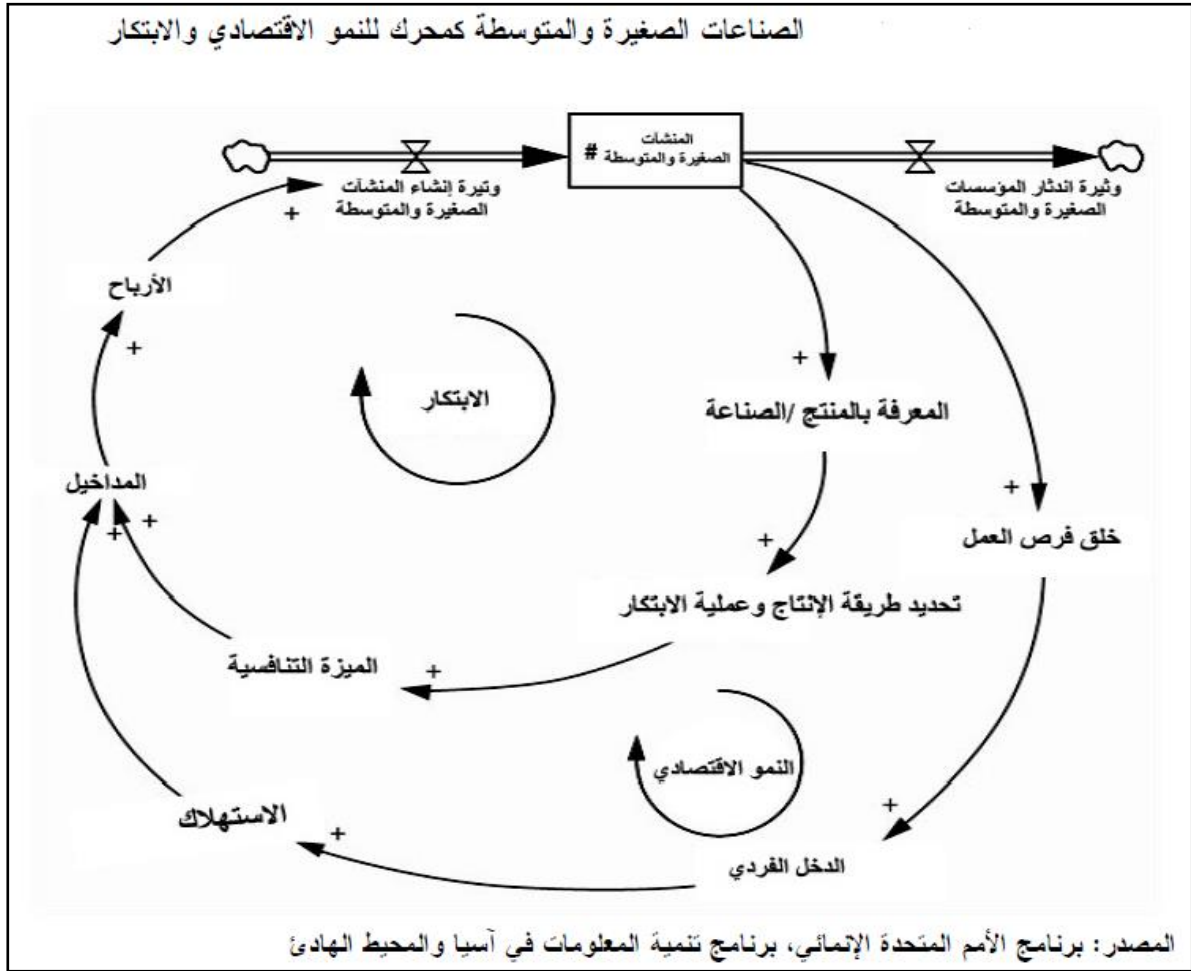 الصناعات الصغيرة والمتوسطة كمحرك للنمو الاقتصادي والابتكار
المنشآت
الصغيرة والمتوسطة #
وتيرة إنشاء المنشآت
الصغيرة والمتوسطة
وثيرة اندثار المؤسسات
الصغيرة والمتوسطة
+
الأرباح
+
الابتكار
+
المعرفة بالمنتج /الصناعة
المداخيل
+
+
+
خلق فرص العمل
+
تحديد طريقة الإنتاج وعملية الابتكار
الميزة التنافسية
+
النمو الاقتصادي
الاستهلاك
+
+
الدخل الفردي
المصدر: برنامج الأمم المتحدة الإنمائي، برنامج تنمية المعلومات في آسيا والمحيط الهادئ